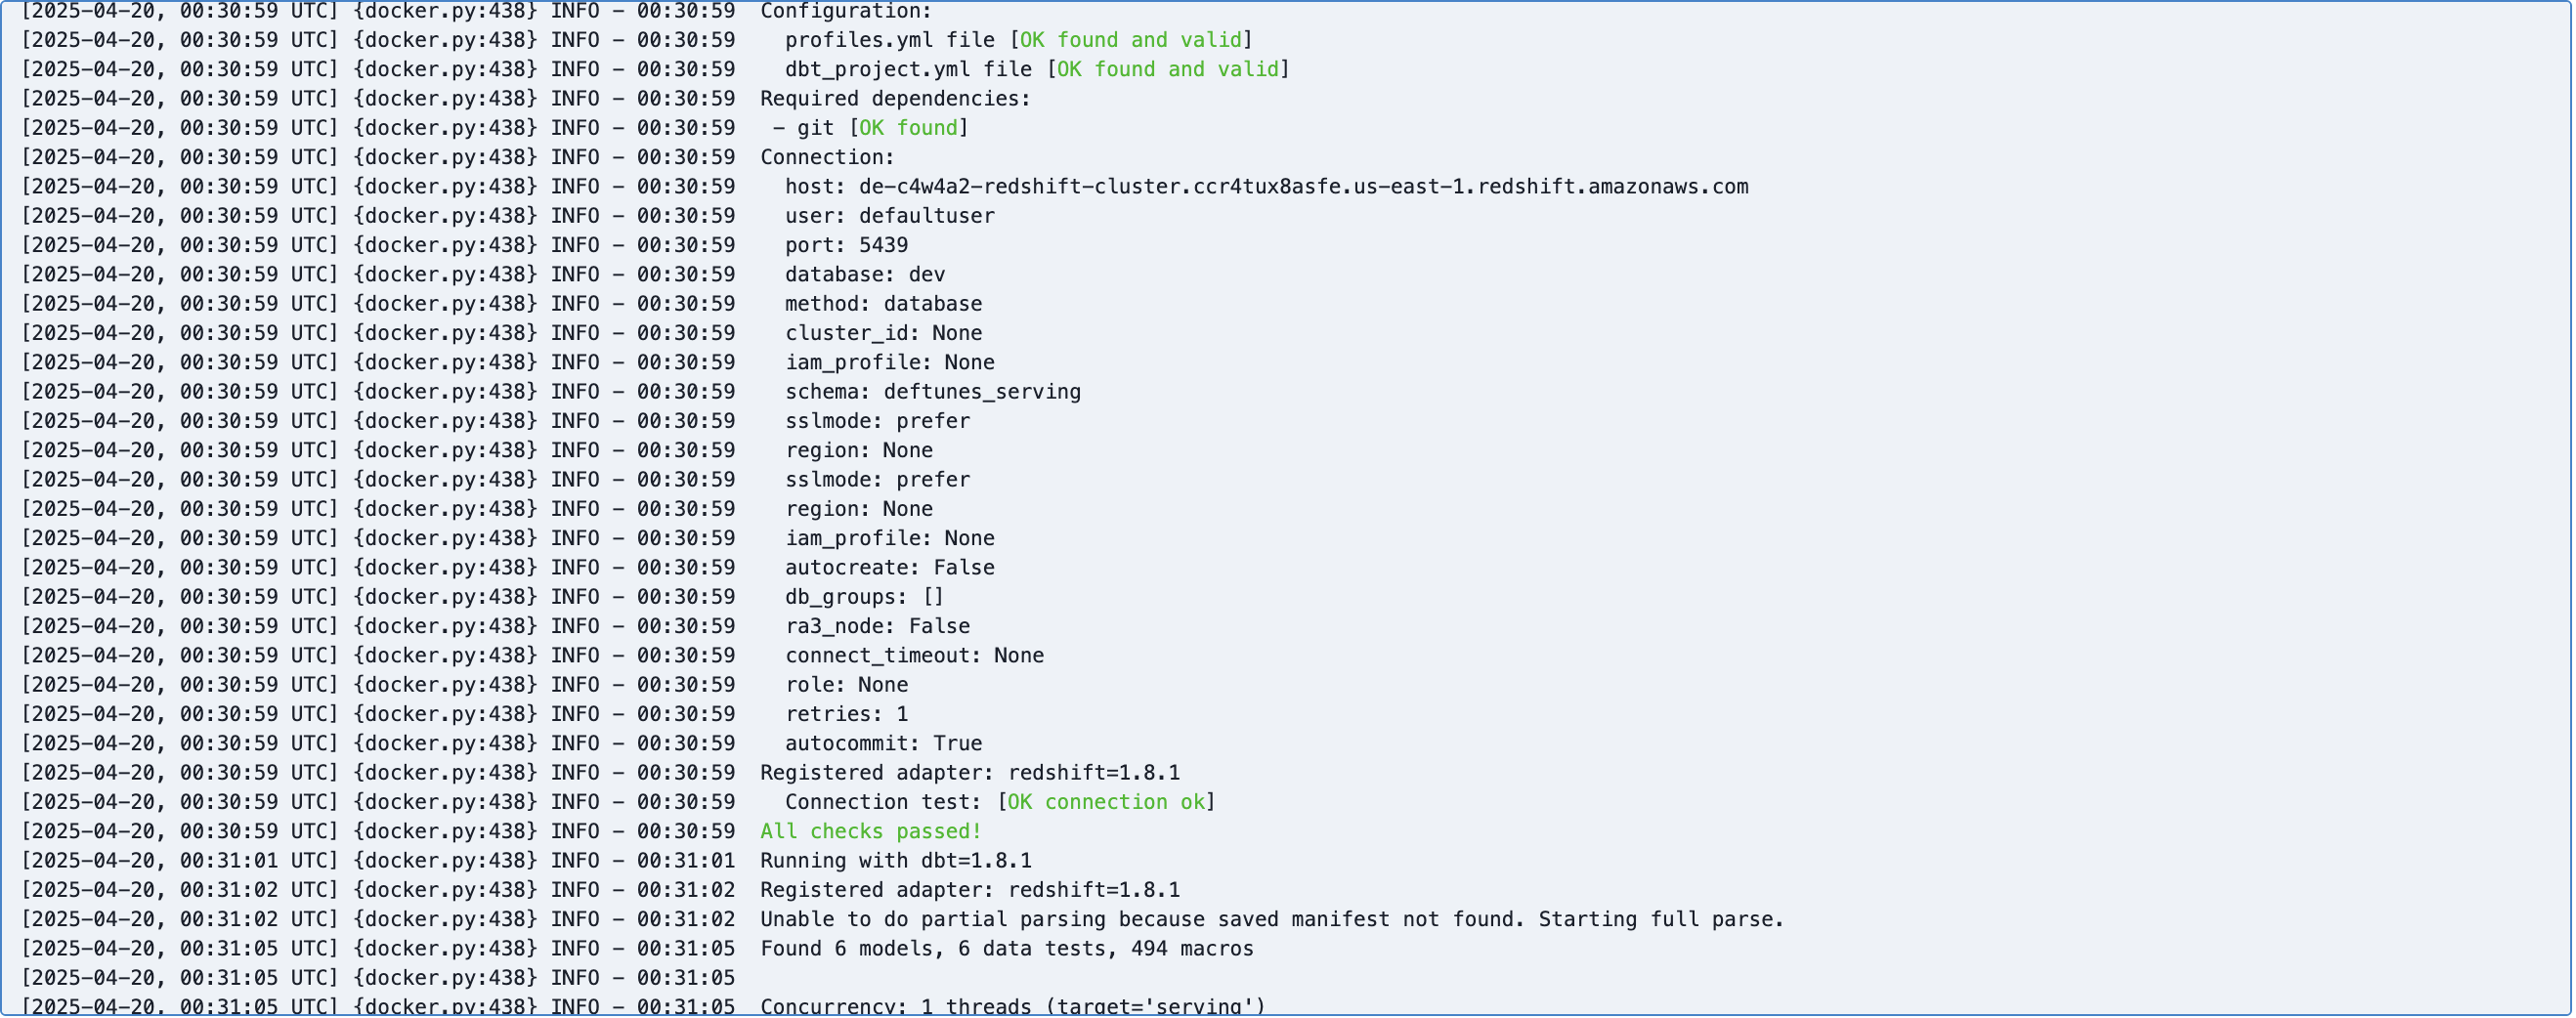 [2025-04-20, 00:30:59 UTC] {docker.py:438} INFO - 00:30:59  Configuration:
[2025-04-20, 00:30:59 UTC] {docker.py:438} INFO - 00:30:59    profiles.yml file [OK found and valid]
[2025-04-20, 00:30:59 UTC] {docker.py:438} INFO - 00:30:59    dbt_project.yml file [OK found and valid]
[2025-04-20, 00:30:59 UTC] {docker.py:438} INFO - 00:30:59  Required dependencies:
[2025-04-20, 00:30:59 UTC] {docker.py:438} INFO - 00:30:59   - git [OK found]
[2025-04-20, 00:30:59 UTC] {docker.py:438} INFO - 00:30:59  Connection:
[2025-04-20, 00:30:59 UTC] {docker.py:438} INFO - 00:30:59    host: de-c4w4a2-redshift-cluster.ccr4tux8asfe.us-east-1.redshift.amazonaws.com
[2025-04-20, 00:30:59 UTC] {docker.py:438} INFO - 00:30:59    user: defaultuser
[2025-04-20, 00:30:59 UTC] {docker.py:438} INFO - 00:30:59    port: 5439
[2025-04-20, 00:30:59 UTC] {docker.py:438} INFO - 00:30:59    database: dev
[2025-04-20, 00:30:59 UTC] {docker.py:438} INFO - 00:30:59    method: database
[2025-04-20, 00:30:59 UTC] {docker.py:438} INFO - 00:30:59    cluster_id: None
[2025-04-20, 00:30:59 UTC] {docker.py:438} INFO - 00:30:59    iam_profile: None
[2025-04-20, 00:30:59 UTC] {docker.py:438} INFO - 00:30:59    schema: deftunes_serving
[2025-04-20, 00:30:59 UTC] {docker.py:438} INFO - 00:30:59    sslmode: prefer
[2025-04-20, 00:30:59 UTC] {docker.py:438} INFO - 00:30:59    region: None
[2025-04-20, 00:30:59 UTC] {docker.py:438} INFO - 00:30:59    sslmode: prefer
[2025-04-20, 00:30:59 UTC] {docker.py:438} INFO - 00:30:59    region: None
[2025-04-20, 00:30:59 UTC] {docker.py:438} INFO - 00:30:59    iam_profile: None
[2025-04-20, 00:30:59 UTC] {docker.py:438} INFO - 00:30:59    autocreate: False
[2025-04-20, 00:30:59 UTC] {docker.py:438} INFO - 00:30:59    db_groups: []
[2025-04-20, 00:30:59 UTC] {docker.py:438} INFO - 00:30:59    ra3_node: False
[2025-04-20, 00:30:59 UTC] {docker.py:438} INFO - 00:30:59    connect_timeout: None
[2025-04-20, 00:30:59 UTC] {docker.py:438} INFO - 00:30:59    role: None
[2025-04-20, 00:30:59 UTC] {docker.py:438} INFO - 00:30:59    retries: 1
[2025-04-20, 00:30:59 UTC] {docker.py:438} INFO - 00:30:59    autocommit: True
[2025-04-20, 00:30:59 UTC] {docker.py:438} INFO - 00:30:59  Registered adapter: redshift=1.8.1
[2025-04-20, 00:30:59 UTC] {docker.py:438} INFO - 00:30:59    Connection test: [OK connection ok]
[2025-04-20, 00:30:59 UTC] {docker.py:438} INFO - 00:30:59  All checks passed!
[2025-04-20, 00:31:01 UTC] {docker.py:438} INFO - 00:31:01  Running with dbt=1.8.1
[2025-04-20, 00:31:02 UTC] {docker.py:438} INFO - 00:31:02  Registered adapter: redshift=1.8.1
[2025-04-20, 00:31:02 UTC] {docker.py:438} INFO - 00:31:02  Unable to do partial parsing because saved manifest not found. Starting full parse.
[2025-04-20, 00:31:05 UTC] {docker.py:438} INFO - 00:31:05  Found 6 models, 6 data tests, 494 macros
[2025-04-20, 00:31:05 UTC] {docker.py:438} INFO - 00:31:05
[2025-04-20, 00:31:05 UTC] {docker.py:438} INFO - 00:31:05  Concurrency: 1 threads (target='serving')